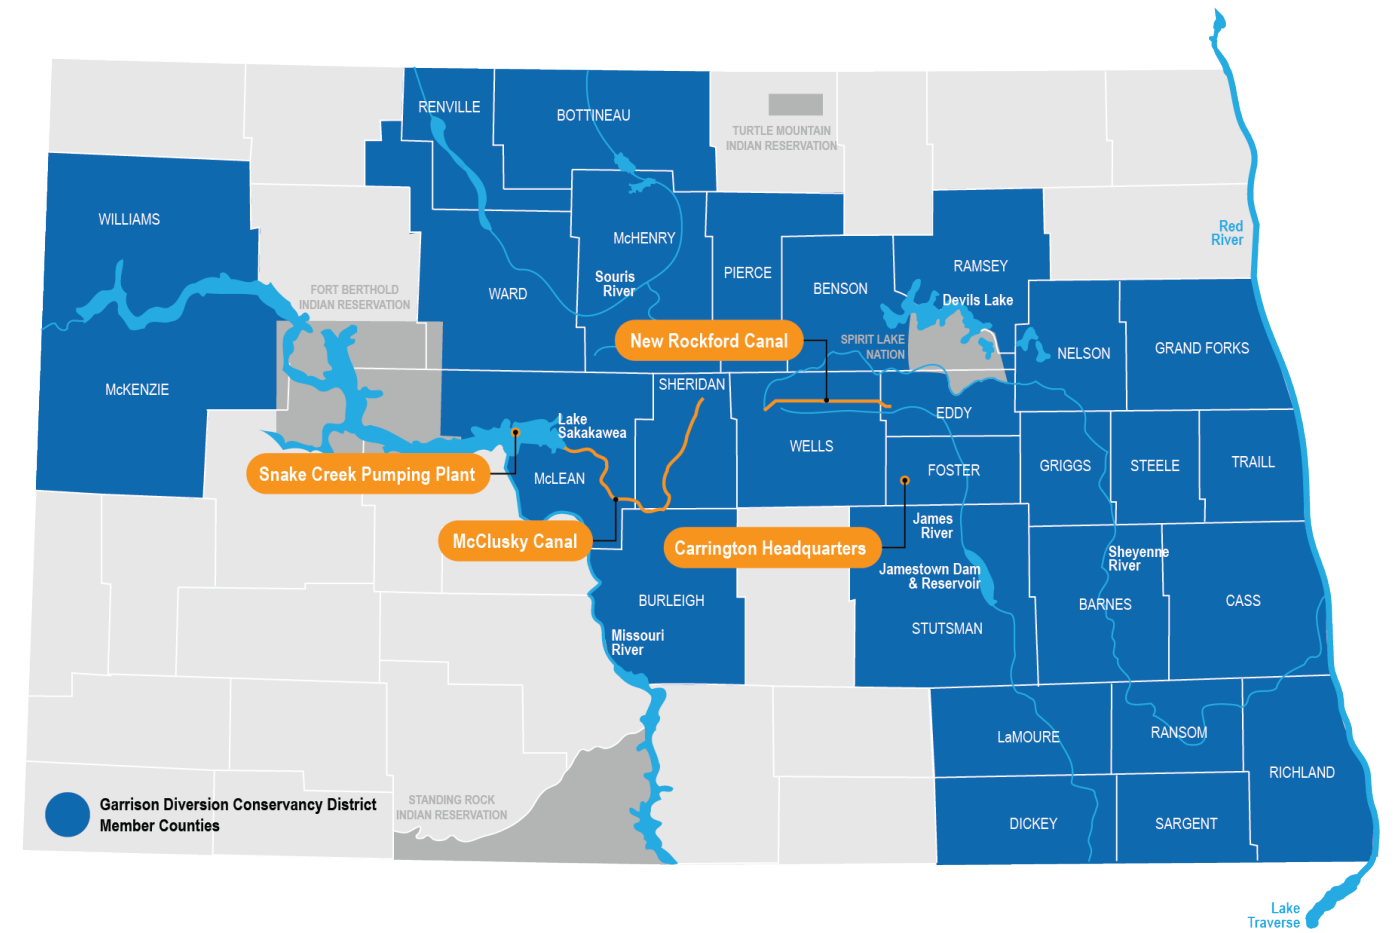 RENVILLE
BOTTINEAU
TURTLE MOUNTAIN
INDIAN RESERVATION
WILLIAMS
Red
River
McHENRY
PIERCE
RAMSEY
Souris
River
BENSON
FORT BERTHOLD
INDIAN RESERVATION
WARD
Devils Lake
New Rockford Canal
SPIRIT LAKE
NATION
NELSON
GRAND FORKS
McKENZIE
SHERIDAN
EDDY
Lake
Sakakawea
WELLS
Snake Creek Pumping Plant
McLEAN
FOSTER
GRIGGS
STEELE
TRAILL
James
River
McClusky Canal
Carrington Headquarters
Sheyenne
River
Jamestown Dam
& Reservoir
BURLEIGH
BARNES
CASS
STUTSMAN
Missouri
River
LaMOURE
RANSOM
RICHLAND
Garrison Diversion Conservancy District
Member Counties
STANDING ROCK
INDIAN RESERVATION
DICKEY
SARGENT
Lake
Traverse